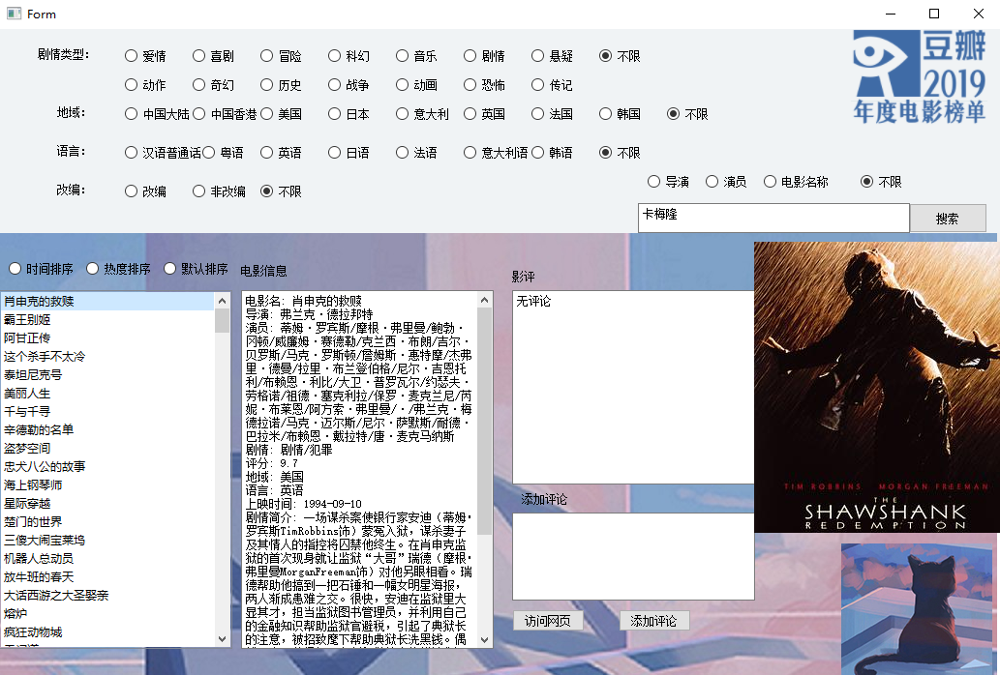 Form
剧情类型：
爱情 喜剧 冒险 科幻 音乐 剧情 悬疑 不限
动作 奇幻 历史 战争 动画 恐怖 传记
地域：
中国大陆 中国香港 美国 日本 意大利 英国 法国 韩国 不限
语言：
汉语普通话 粤语 英语 日语 法语 意大利语 韩语 不限
改编：
改编 非改编 不限
豆瓣
2019
年度电影榜单
导演 演员 电影名称 不限
卡梅隆
搜索
时间排序 热度排序 默认排序
肖申克的救赎
霸王别姬
阿甘正传
这个杀手不太冷
泰坦尼克号
美丽人生
千与千寻
辛德勒的名单
盗梦空间
忠犬八公的故事
海上钢琴师
星际穿越
楚门的世界
三傻大闹宝莱坞
机器人总动员
放牛班的春天
大话西游之大圣娶亲
熔炉
疯狂动物城
电影信息
电影名: 肖申克的救赎
导演: 弗兰克·德拉邦特
演员: 蒂姆·罗宾斯/摩根·弗里曼/鲍勃·
冈顿/威廉姆·赛德勒/克兰西·布朗/吉尔·
贝罗斯/马克·罗斯顿/詹姆斯·惠特摩/杰弗
里·德曼/拉里·布兰登伯格/尼尔·吉恩托
利/布赖恩·利比/大卫·普罗瓦尔/约瑟夫·
劳格诺/祖德·塞克利拉/保罗·麦克兰尼/芮
妮·布莱恩/阿方索·弗里曼/·/弗兰克·梅
德拉诺/马克·迈尔斯/尼尔·萨默斯/耐德·
巴拉米/布赖恩·戴拉特/唐·麦克马纳斯
剧情: 剧情/犯罪
评分: 9.7
地域: 美国
语言: 英语
上映时间: 1994-09-10
剧情简介: 一场谋杀案使银行家安迪（蒂姆·
罗宾斯TimRobbins饰）蒙冤入狱，谋杀妻子
及其情人的指控将囚禁他终生。在肖申克监
狱的首次现身就让监狱“大哥”瑞德（摩根·
弗里曼MorganFreeman饰）对他另眼相看。瑞
德帮助他搞到一把石锤和一幅女明星海报，
两人渐成患难之交。很快，安迪在监狱里大
显其才，担当监狱图书管理员，并利用自己
的金融知识帮助监狱官避税，引起了典狱长
的注意，被招致麾下帮助典狱长洗黑钱。偶
影评
无评论
添加评论
访问网页 添加评论
TIM ROBBINS MORGAN FREEMAN
THE
SHAWSHANK
REDEMPTION